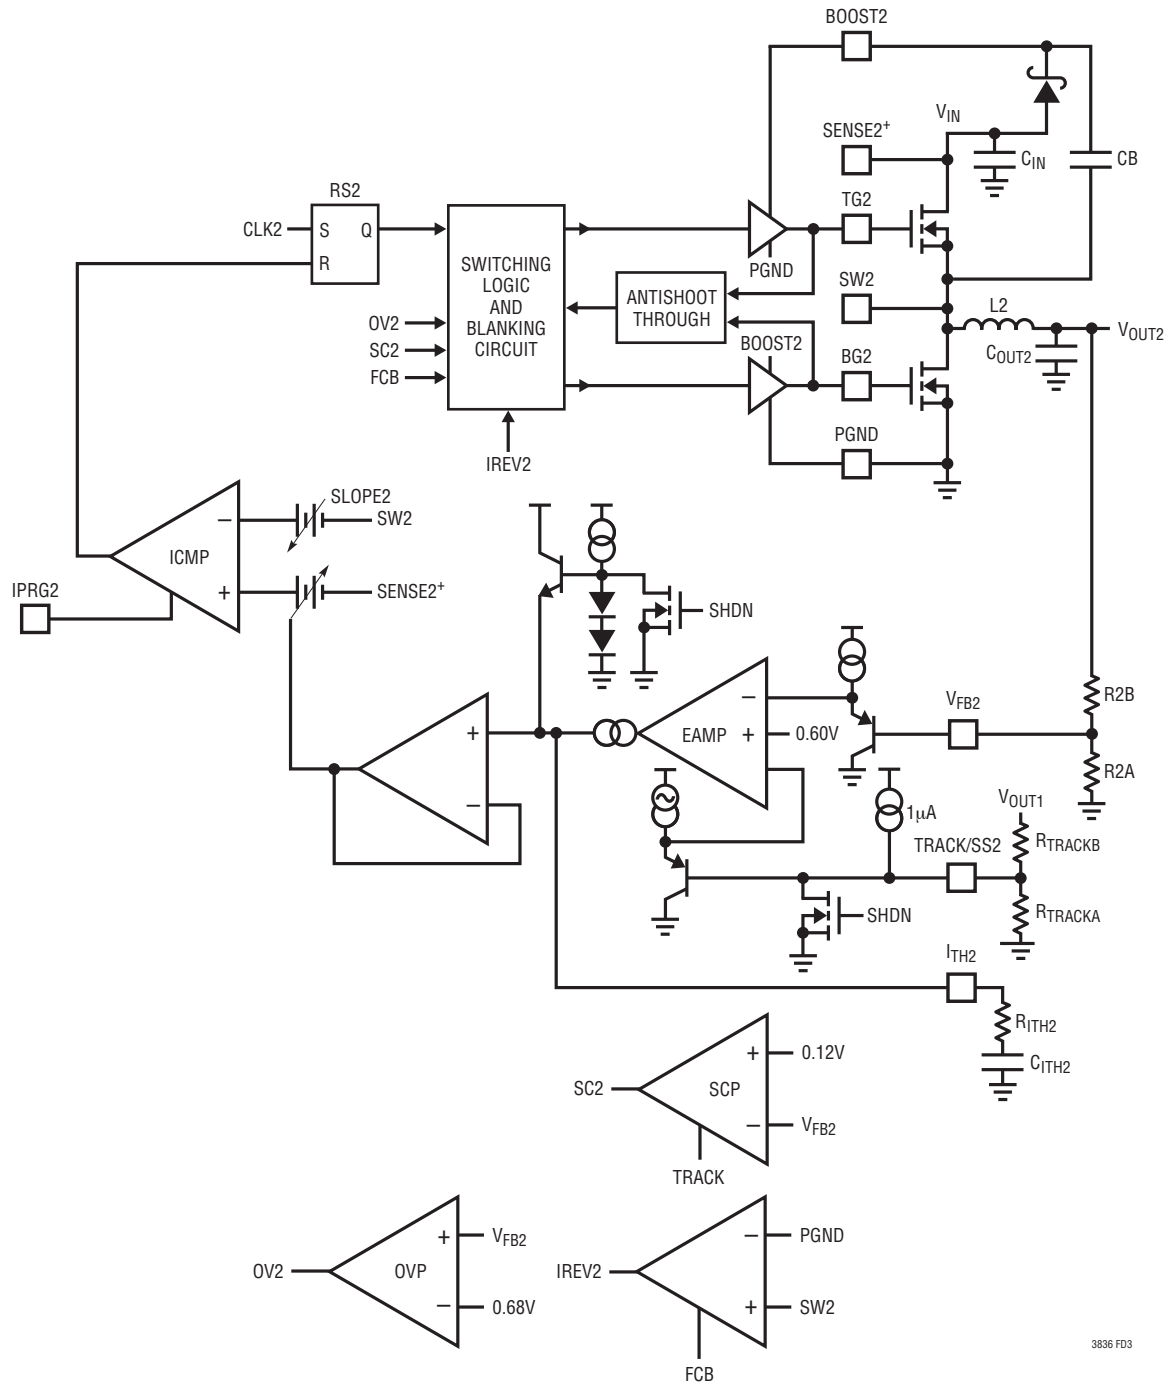 BOOST2
VIN
SENSE2+
CIN
CB
RS2
TG2
CLK2
S
Q
R
SWITCHING
LOGIC
AND
BLANKING
CIRCUIT
PGND
ANTISHOOT
THROUGH
SW2
L2
OV2
SC2
FCB
BOOST2
BG2
COUT2
VOUT2
PGND
IREV2
SLOPE2
–
SW2
ICMP
+
SENSE2+
IPRG2
SHDN
–
EAMP
+
0.60V
VFB2
R2B
R2A
+
–
1μA
VOUT1
RTRACKB
TRACK/SS2
RTRACKA
SHDN
ITH2
RITH2
CITH2
+
0.12V
SC2
SCP
–
VFB2
TRACK
+
VFB2
OV2
OVP
–
0.68V
–
PGND
IREV2
+
SW2
FCB
3836 FD3